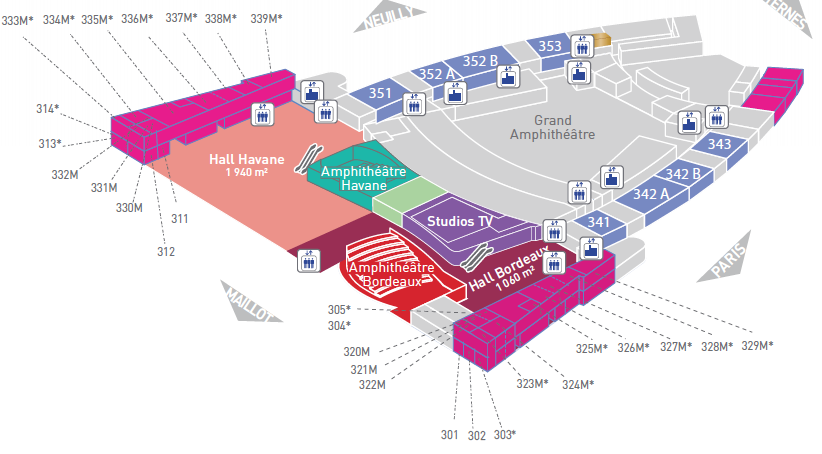 NEUILLY
TERNES
333M*
334M*
335M*
336M*
337M*
338M*
339M*
353
352 B
352 A
351
314*
313*
332M
331M
330M
311
312
Hall Havane
1 940 m²
Grand
Amphithéâtre
Amphithéâtre
Havane
343
342 B
342 A
341
Studios TV
Hall Bordeaux
1 060 m²
Amphithéâtre
Bordeaux
MAILLOT
PARIS
305*
304*
320M
321M
322M
323M*
324M*
325M*
326M*
327M*
328M*
329M*
301
302
303*